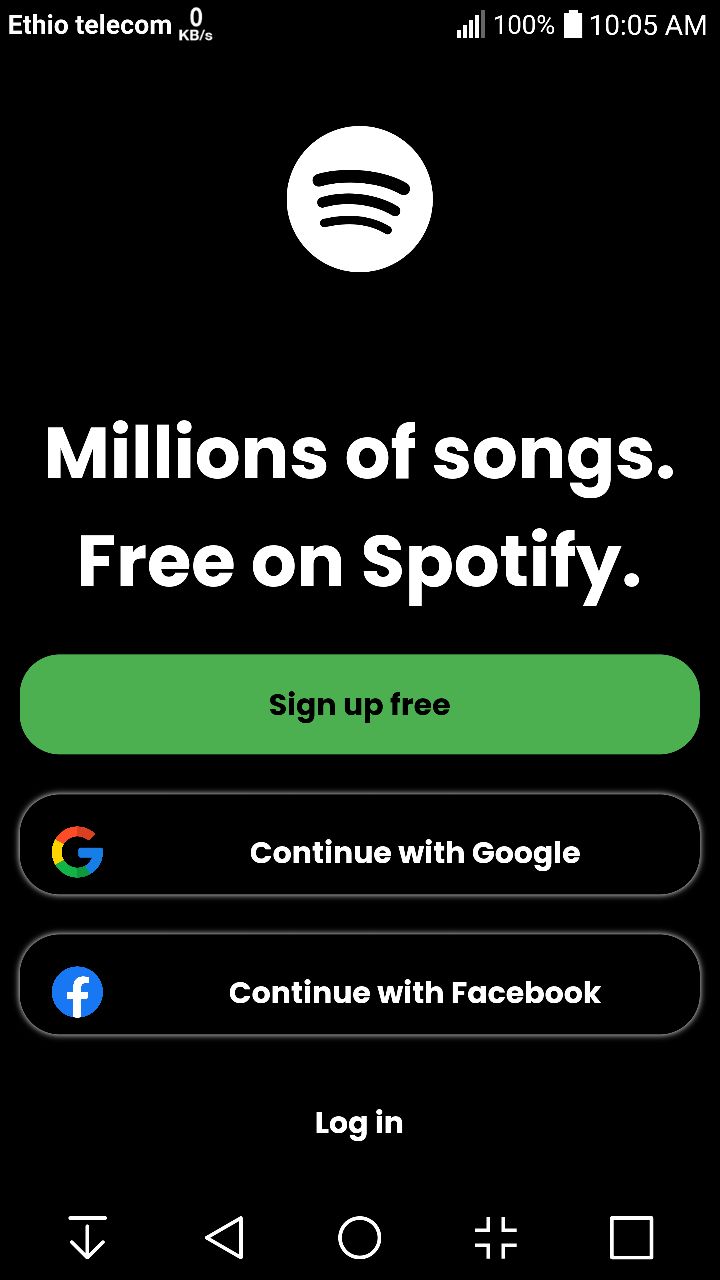 Ethio telecom 0 KB/s 100% 10:05 AM
Millions of songs.
Free on Spotify.
Sign up free
Continue with Google
Continue with Facebook
Log in